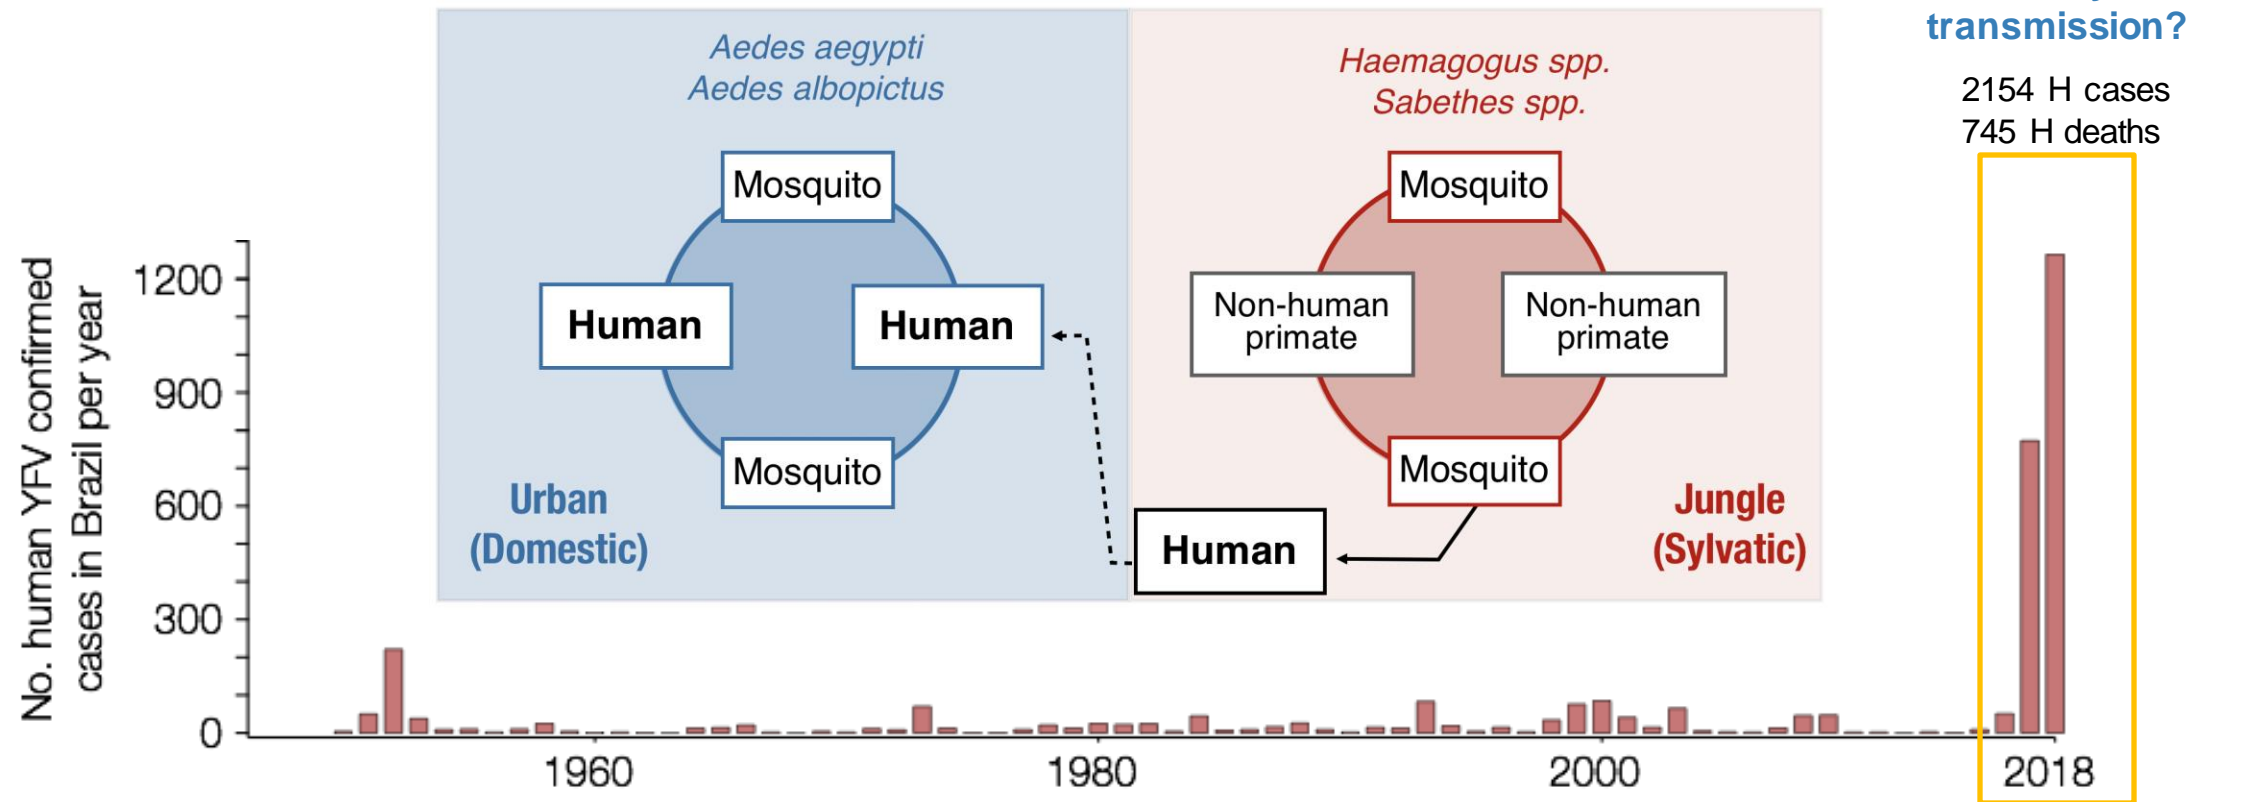 transmission?
2154 H cases
745 H deaths
Aedes aegypti
Aedes albopictus
Mosquito
Human
Human
Mosquito
Urban
(Domestic)
Haemagogus spp.
Sabethes spp.
Mosquito
Non-human
primate
Non-human
primate
Mosquito
Human
Jungle
(Sylvatic)
No. human YFV confirmed
cases in Brazil per year
1200
900
600
300
0
1960
1980
2000
2018